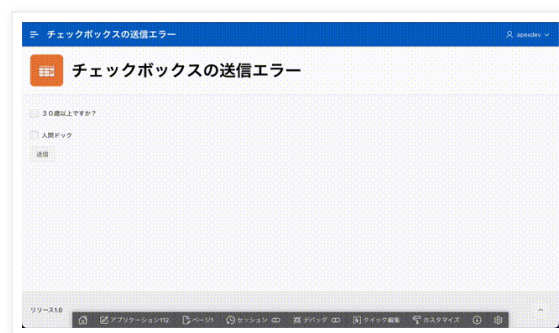 チェックボックスの送信エラー
apexdev
チェックボックスの送信エラー
30歳以上ですか?
人間ドック
送信
リリース1.0
アプリケーション112
ページ1
セッション
デバッグ
クイック編集
カスタマイズ